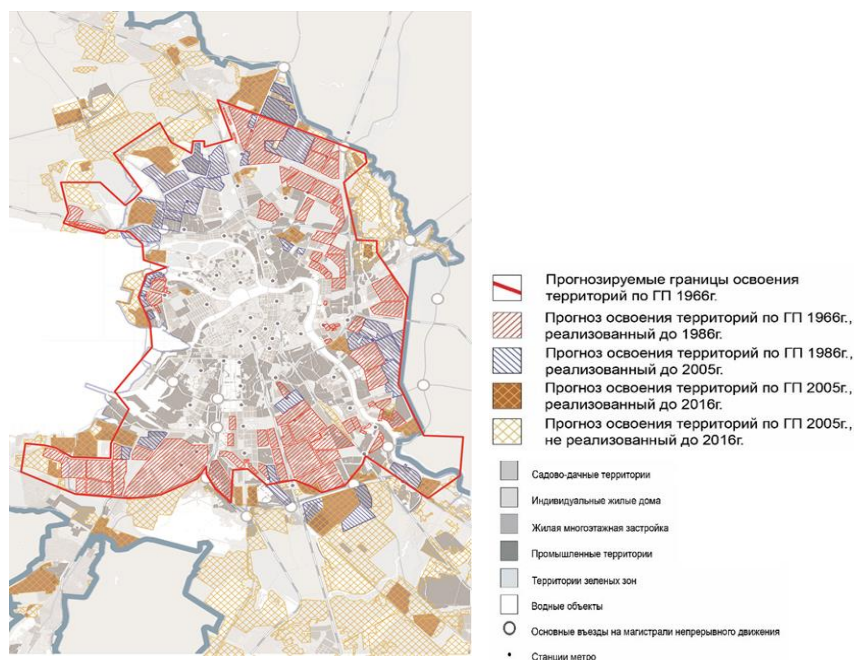 Прогнозируемые границы освоения
территорий по ГП 1966г.
Прогноз освоения территорий по ГП 1966г.,
реализованный до 1986г.
Прогноз освоения территорий по ГП 1986г.,
реализованный до 2005г.
Прогноз освоения территорий по ГП 2005г.,
реализованный до 2016г.
Прогноз освоения территорий по ГП 2005г.,
не реализованный до 2016г.
Садово-дачные территории
Индивидуальные жилые дома
Жилая многоэтажная застройка
Промышленные территории
Территории зеленых зон
Водные объекты
Основные въезды на магистрали непрерывного движения
Станции метро